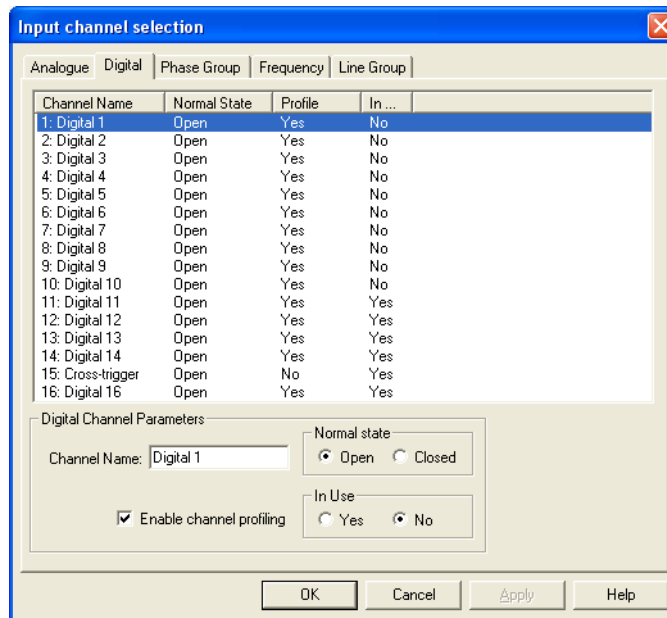 Input channel selection
Analogue Digital Phase Group Frequency Line Group
Channel Name Normal State Profile In ...
1: Digital 1 Open Yes No
2: Digital 2 Open Yes No
3: Digital 3 Open Yes No
4: Digital 4 Open Yes No
5: Digital 5 Open Yes No
6: Digital 6 Open Yes No
7: Digital 7 Open Yes No
8: Digital 8 Open Yes No
9: Digital 9 Open Yes No
10: Digital 10 Open Yes No
11: Digital 11 Open Yes Yes
12: Digital 12 Open Yes Yes
13: Digital 13 Open Yes Yes
14: Digital 14 Open Yes Yes
15: Cross-trigger Open No Yes
16: Digital 16 Open Yes Yes
Digital Channel Parameters
Normal state
Channel Name: Digital 1 Open Closed
In Use
Enable channel profiling Yes No
OK Cancel Apply Help